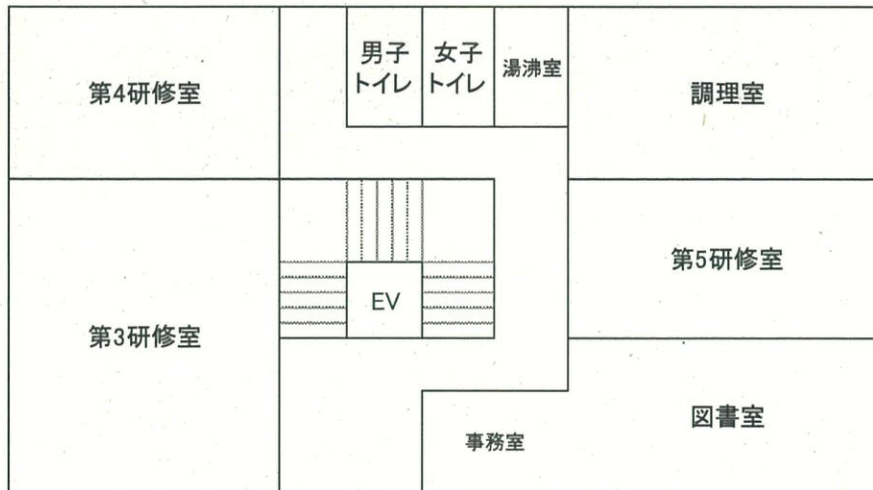 第4研修室
男子
トイレ
女子
トイレ
湯沸室
調理室
第3研修室
EV
第5研修室
事務室
図書室